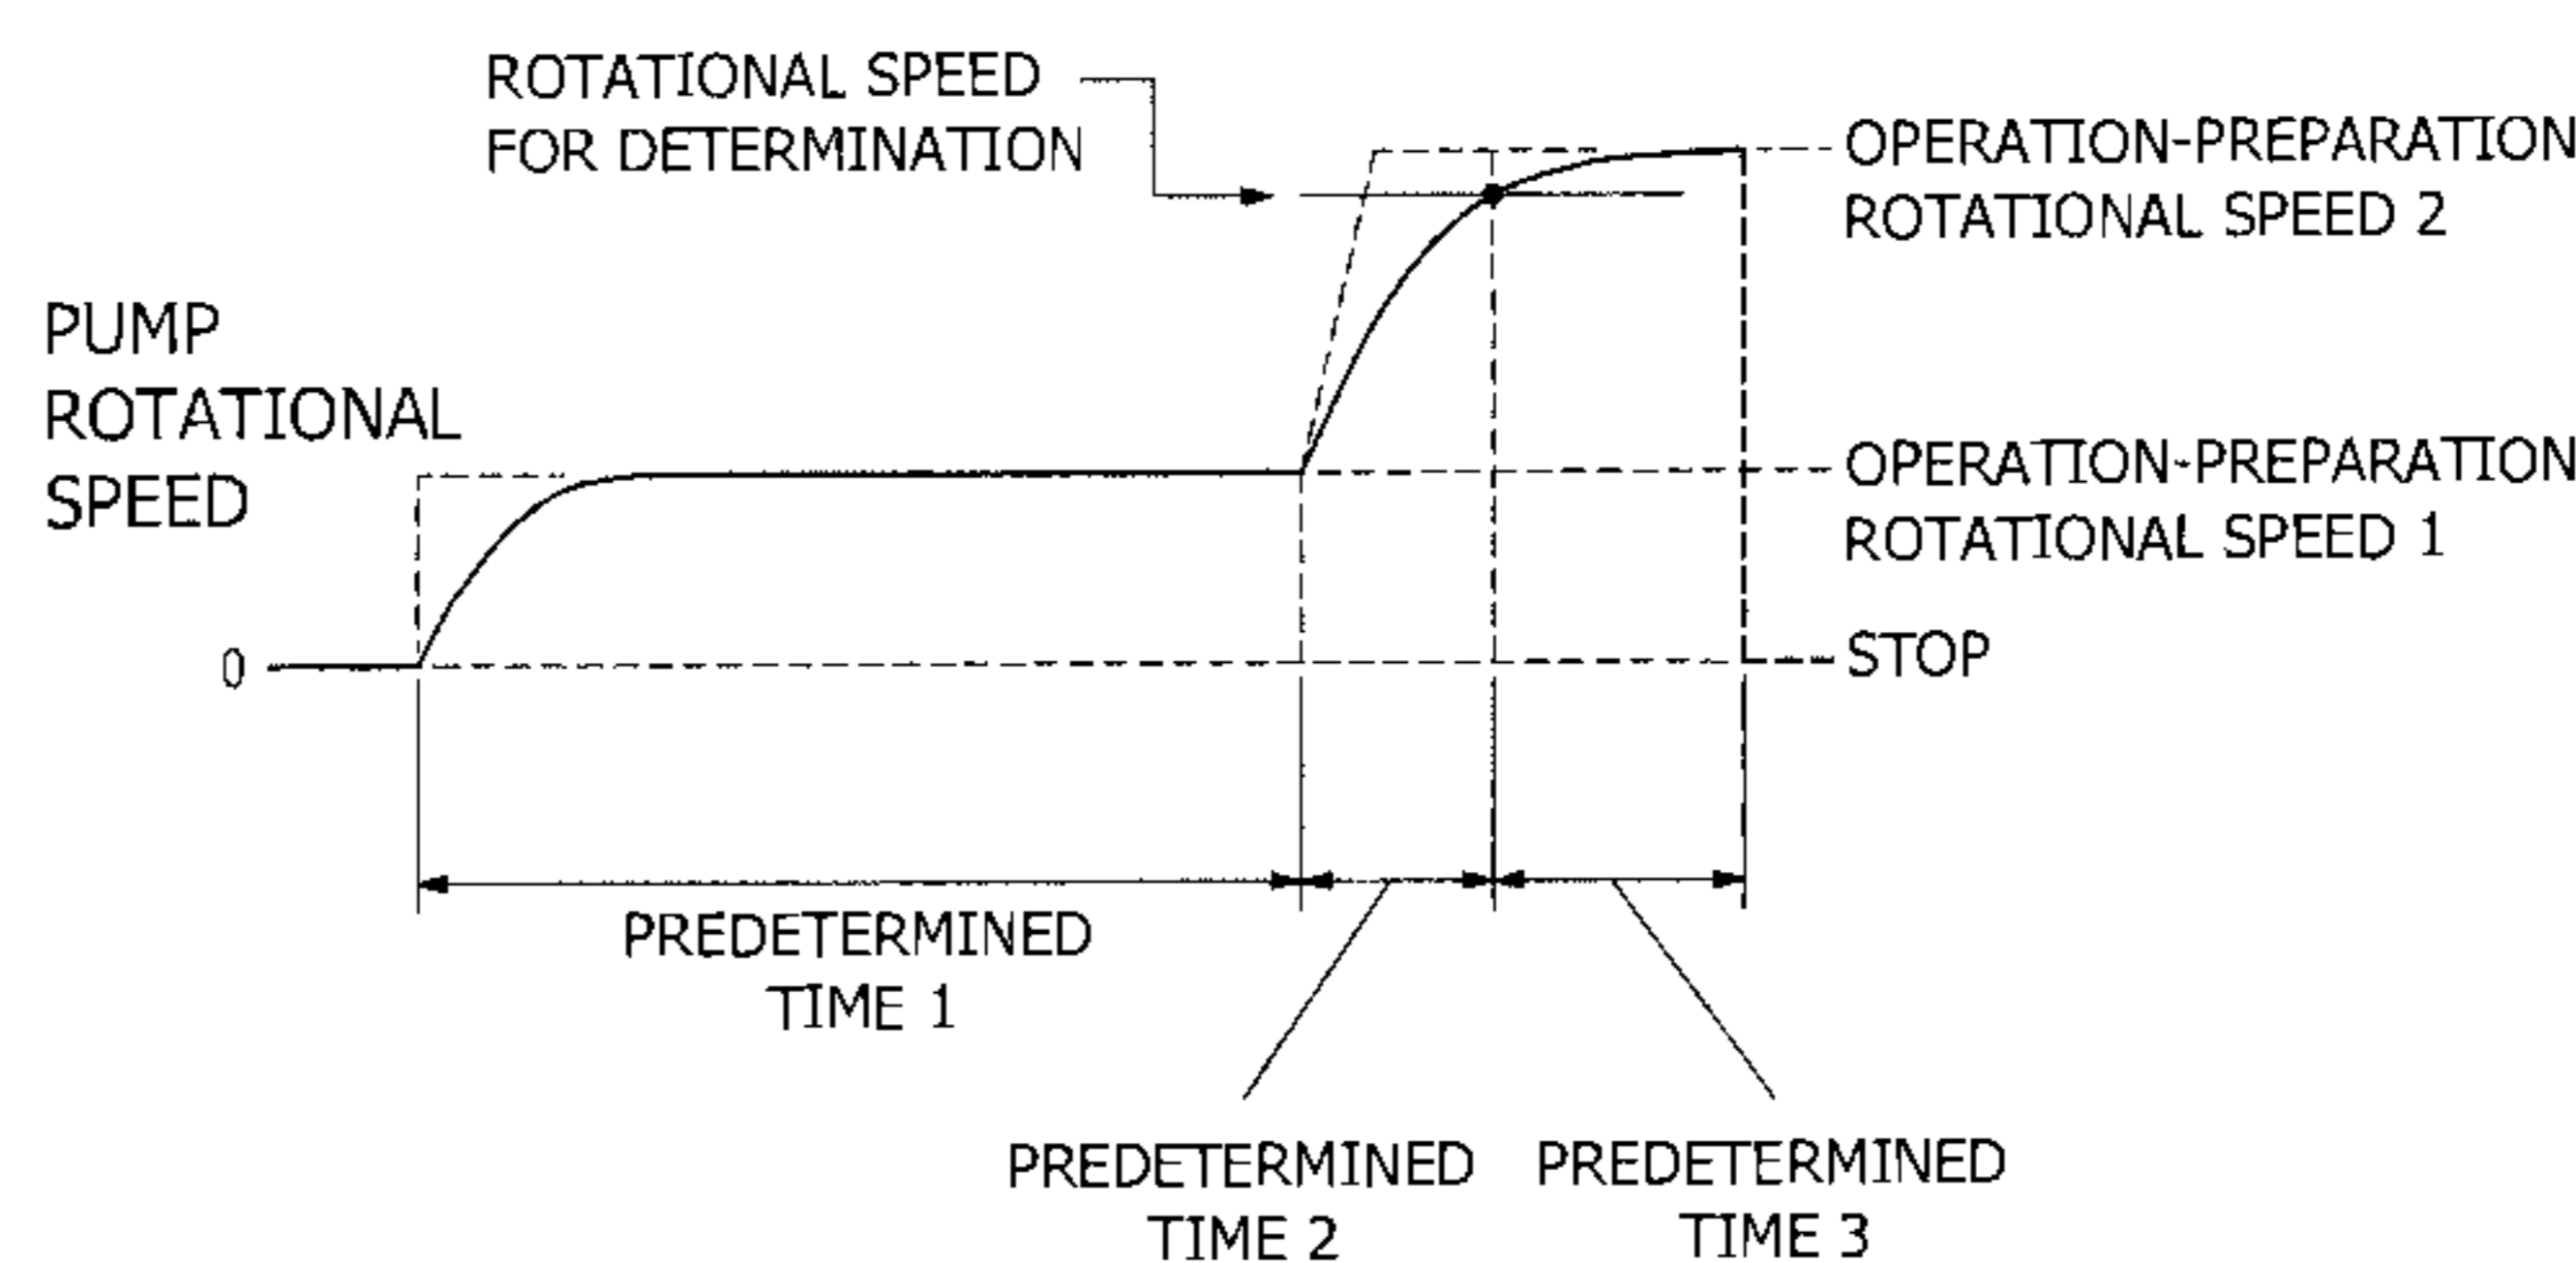 ROTATIONAL SPEED
FOR DETERMINATION
OPERATION-PREPARATION
ROTATIONAL SPEED 2
PUMP
ROTATIONAL
SPEED
OPERATION-PREPARATION
ROTATIONAL SPEED 1
0
STOP
PREDETERMINED
TIME 1
PREDETERMINED
TIME 2
PREDETERMINED
TIME 3